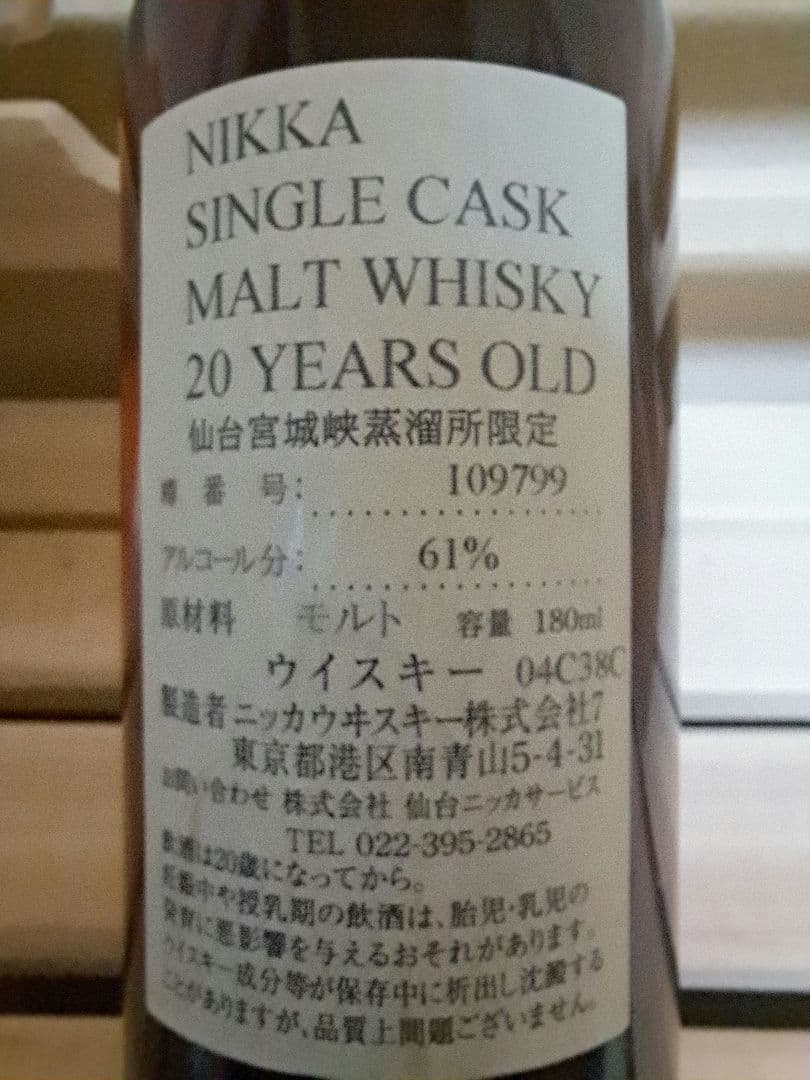 NIKKA
SINGLE CASK
MALT WHISKY
20 YEARS OLD
仙台宮城峡蒸溜所限定
樽番号: 109799
アルコール分: 61%
原材料 モルト 容量 180ml
ウイスキー 04C38C
製造者 ニッカウヰスキー株式会社7
東京都港区南青山5-4-31
お問い合わせ 株式会社 仙台ニッカサービス
TEL 022-395-2865
飲酒は20歳になってから。
妊娠中や授乳期の飲酒は、胎児・乳児の
発育に悪影響を与えるおそれがあります。
ウイスキー成分等が保存中に析出し沈澱する
ことがありますが、品質上問題ございません。